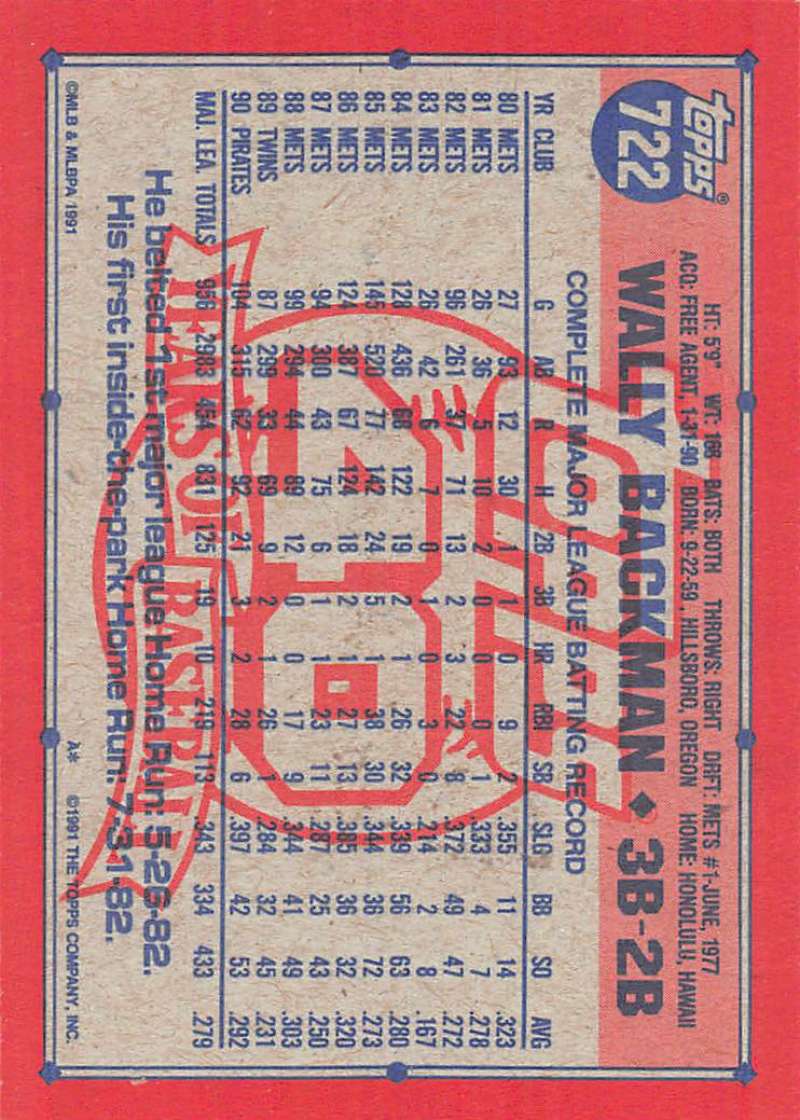 topps®
722
HT: 5'9" WT: 168 BATS: BOTH THROWS: RIGHT DRFT: METS #1-JUNE, 1977
ACQ: FREE AGENT, 1-31-90 BORN: 9-22-59, HILLSBORO, OREGON HOME: HONOLULU, HAWAII
WALLY BACKMAN ◆ 3B-2B
COMPLETE MAJOR LEAGUE BATTING RECORD
YR CLUB G AB R H 2B 3B HR RBI SB SLG BB SO AVG
80 METS 27 93 12 30 1 1 0 9 2 .355 11 14 .323
81 METS 26 36 5 10 2 0 0 0 1 .333 4 7 .278
82 METS 96 261 37 71 13 2 3 22 8 .372 49 47 .272
83 METS 26 42 6 7 0 1 0 3 0 .214 2 8 .167
84 METS 128 436 68 122 19 2 1 26 32 .339 56 63 .280
85 METS 145 520 77 142 24 5 1 38 30 .344 36 72 .273
86 METS 124 387 67 124 18 2 1 27 13 .385 36 32 .320
87 METS 94 300 43 75 6 1 1 23 11 .287 25 43 .250
88 METS 99 294 44 89 12 0 0 17 9 .344 41 49 .303
89 TWINS 87 299 33 69 9 2 1 26 1 .284 32 45 .231
90 PIRATES 104 315 62 92 21 3 2 28 6 .397 42 53 .292
MAJ. LEA. TOTALS 956 2983 454 831 125 19 10 219 113 .343 334 433 .279
40
YEARS OF BASEBALL
He belted 1st major league Home Run: 5-26-82.
His first inside-the-park Home Run: 7-31-82.
©MLB & MLBPA 1991
A* ©1991 THE TOPPS COMPANY, INC.